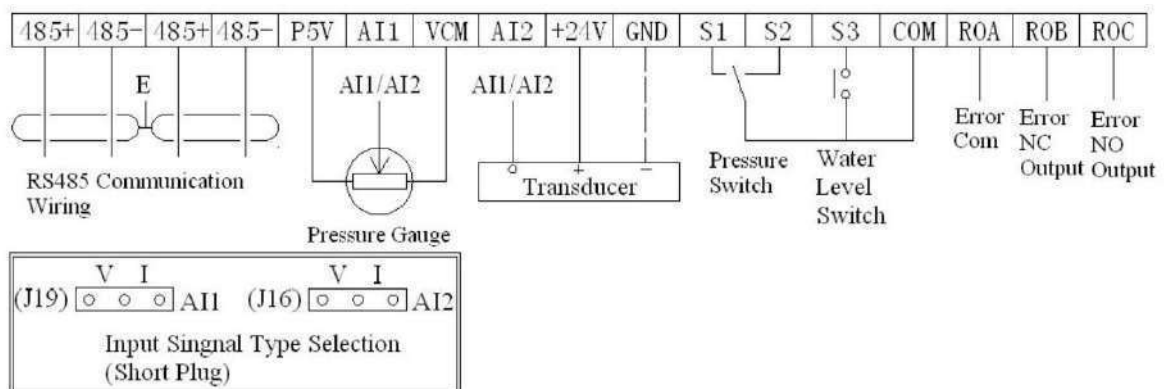 485+ 485- 485+ 485- P5V AI1 VCM AI2 +24V GND S1 S2 S3 COM ROA ROB ROC
E
AI1/AI2
AI1/AI2
RS485 Communication
Wiring
Pressure Gauge
+ −
Transducer
Pressure
Switch
Water
Level
Switch
Error
Com
Error
NC
Output
Error
NO
Output
V I
(J19) AI1
V I
(J16) AI2
Input Singnal Type Selection
(Short Plug)